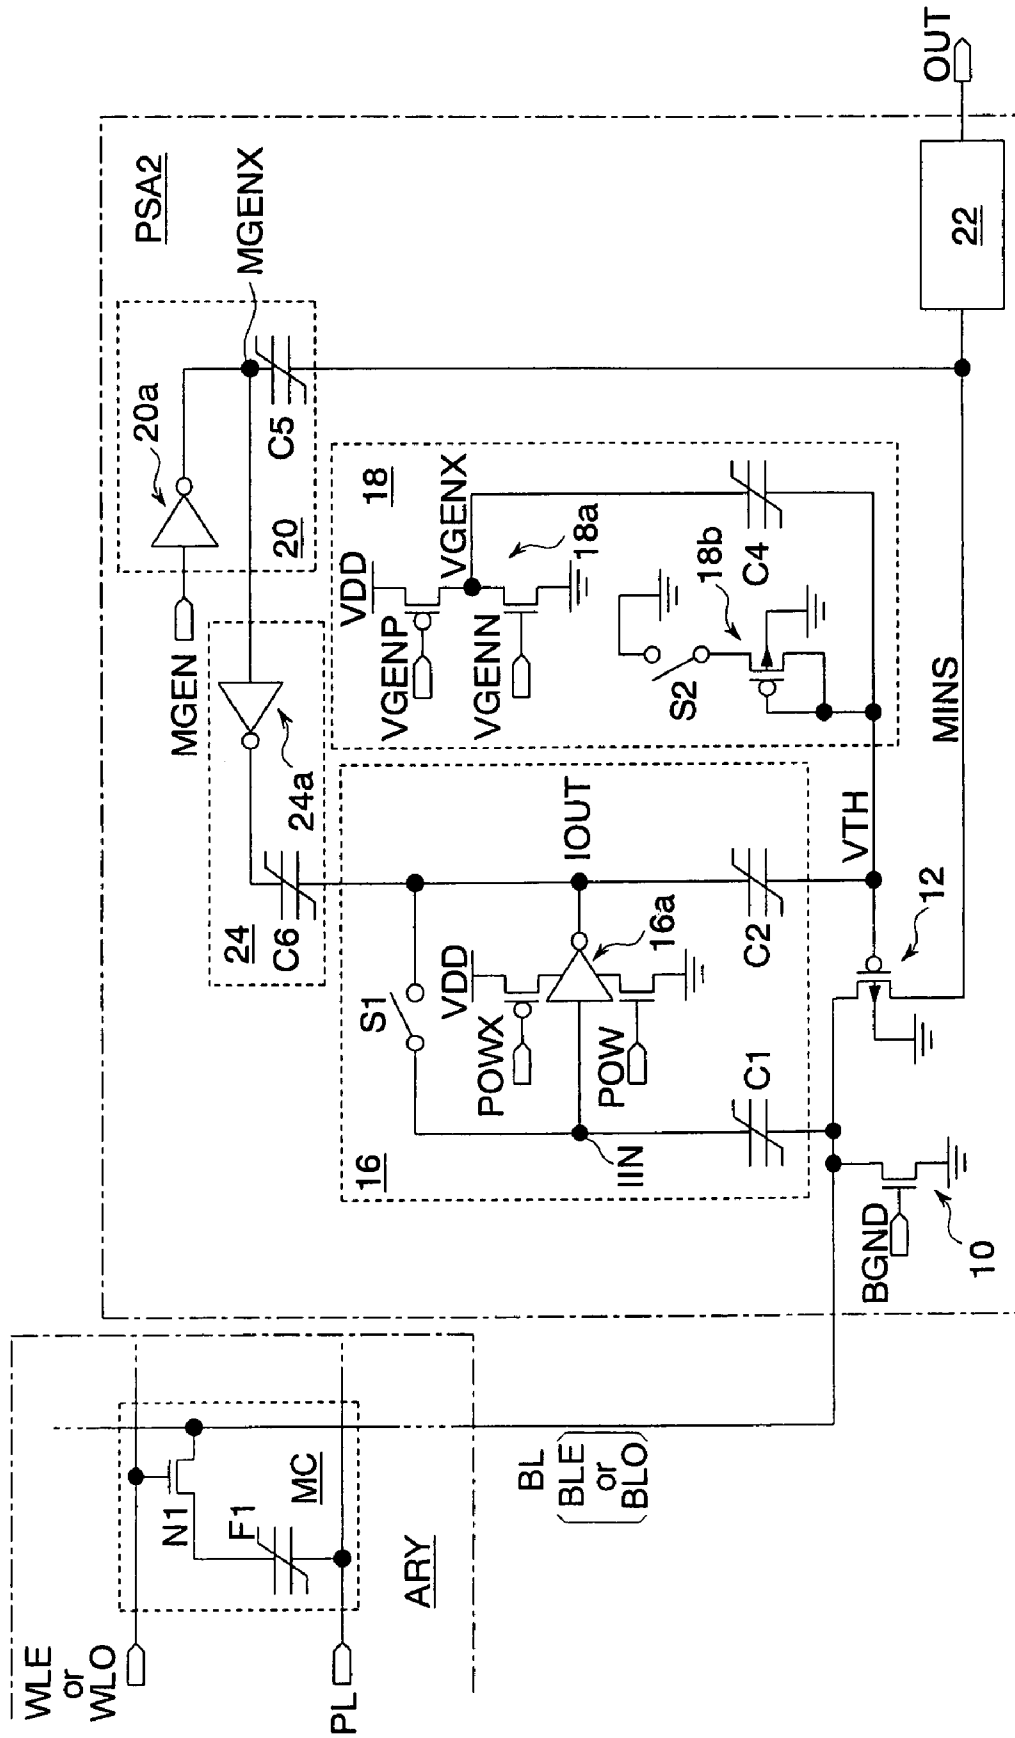 WLE
or
WLO
PL
N1
F1
MC
ARY
BL
BLE
or
BLO
PSA2
MGEN
20a
MGENX
C5
20
24
24a
C6
16
S1
VDD
POWX
POW
16a
IIN
IOUT
C1
C2
18
VDD
VGENP
VGENN
VGENX
18a
S2
18b
C4
VTH
MINS
BGND
10
12
22
OUT